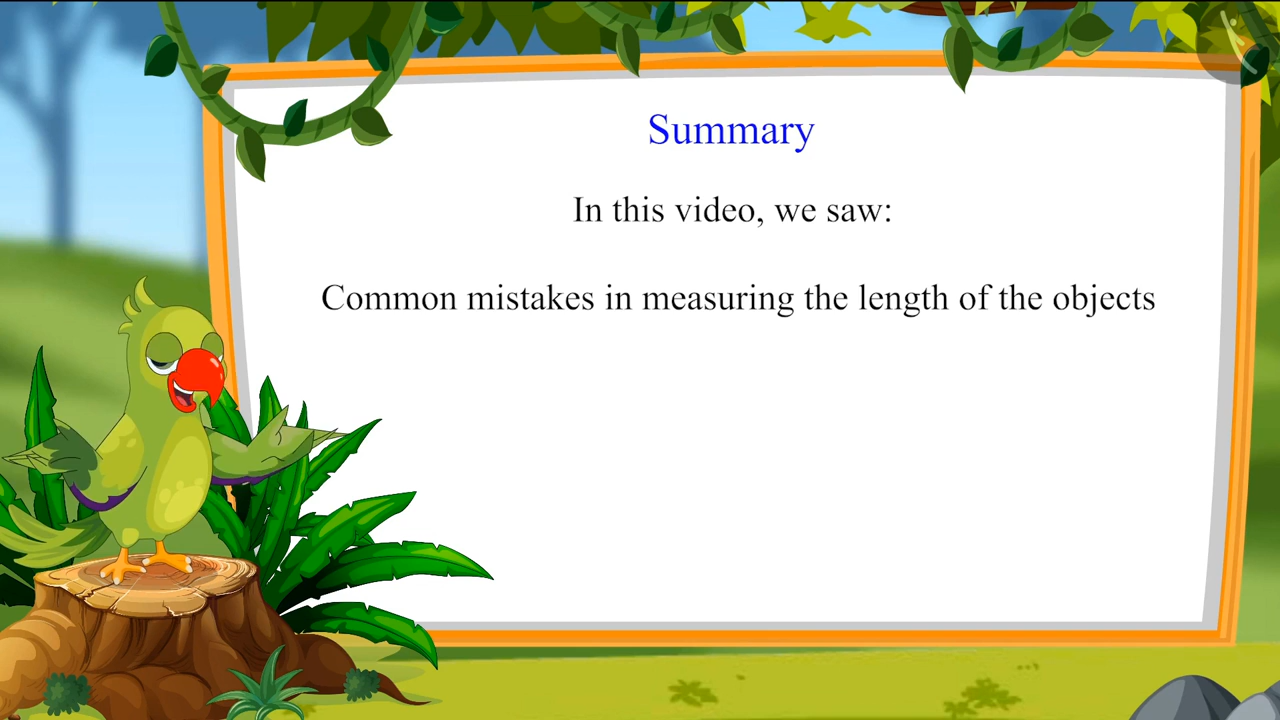 Summary
In this video, we saw:
Common mistakes in measuring the length of the objects